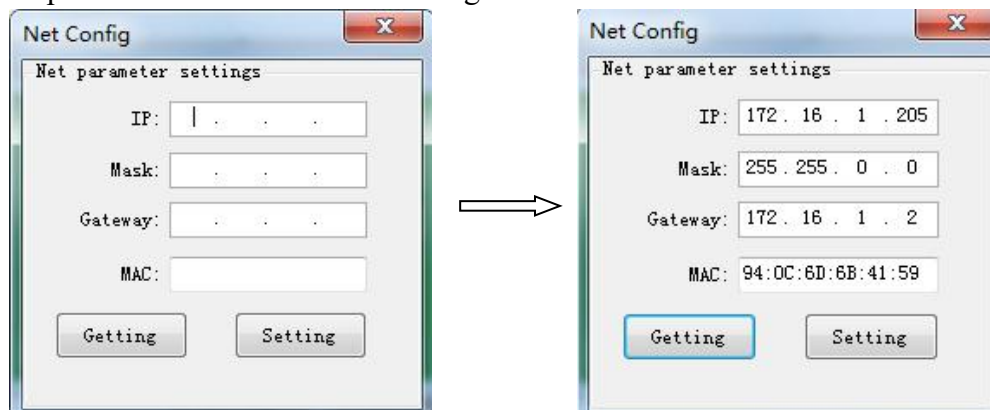 Net Config
Net parameter settings
IP: . . .
Mask: . . .
Gateway: . . .
MAC:
Getting Setting
Net Config
Net parameter settings
IP: 172 . 16 . 1 . 205
Mask: 255 . 255 . 0 . 0
Gateway: 172 . 16 . 1 . 2
MAC: 94:0C:6D:6B:41:59
Getting Setting